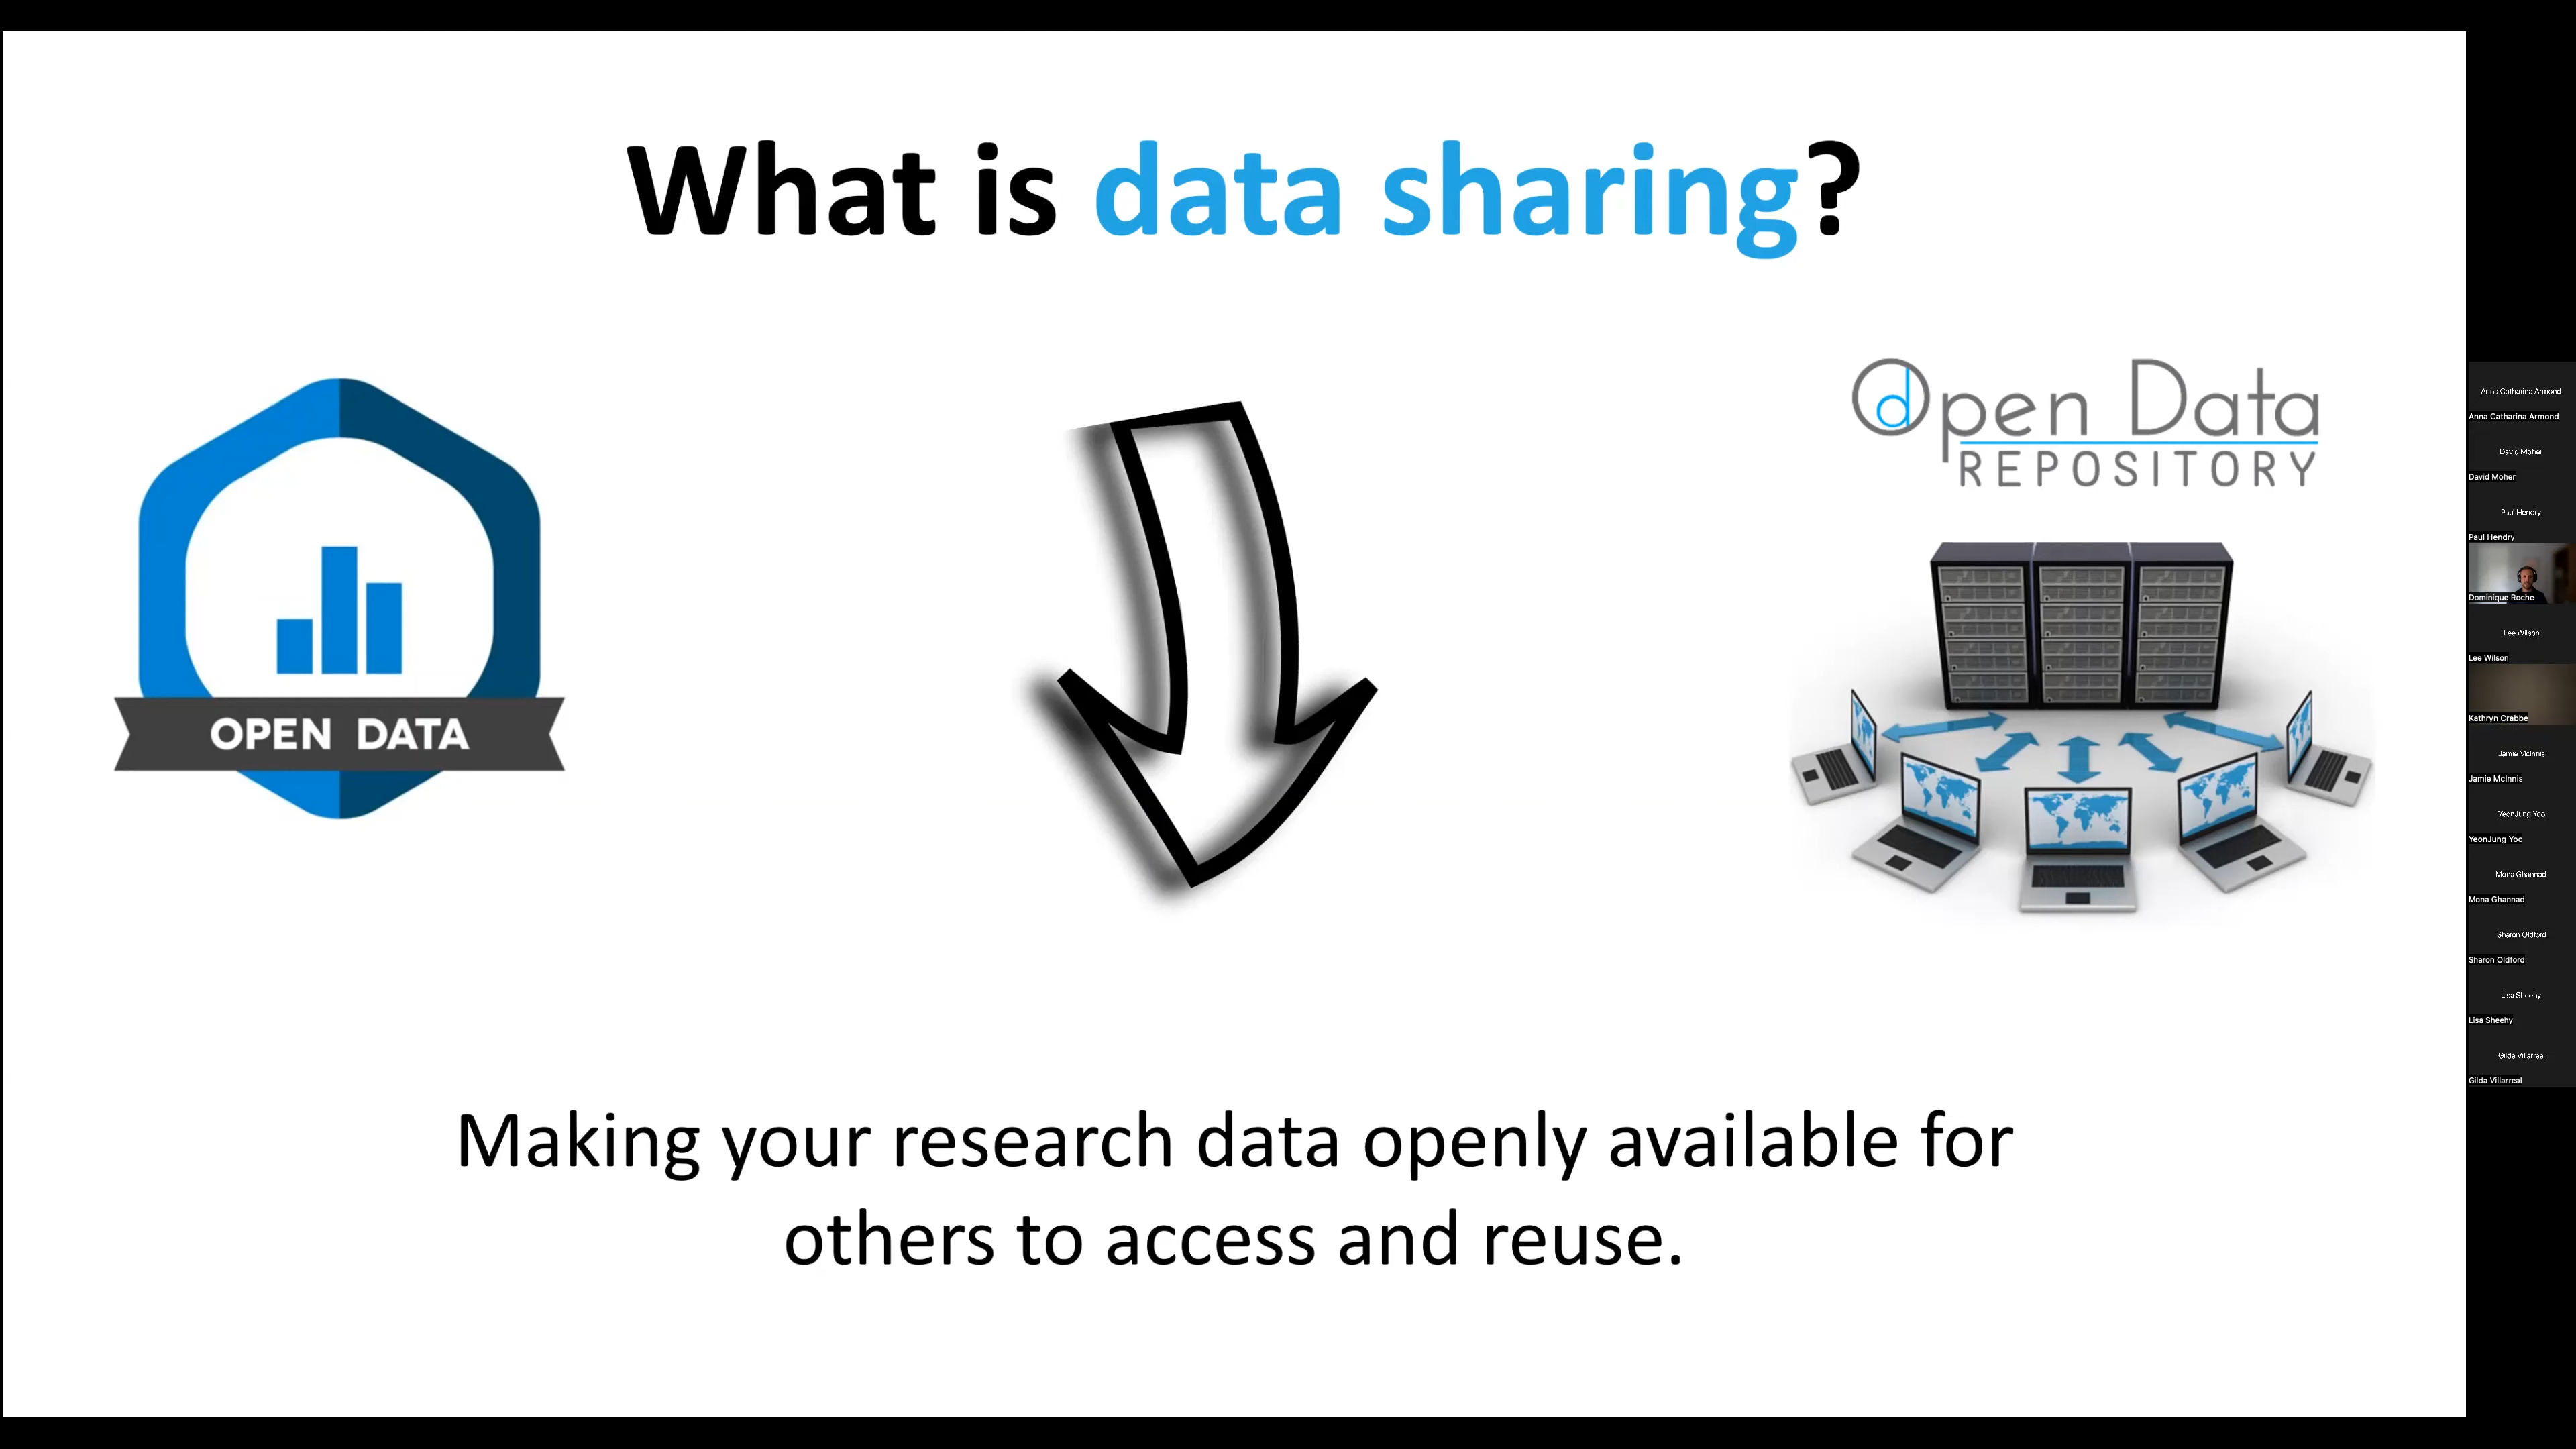 What is data sharing?
OPEN DATA
Open Data
REPOSITORY
Making your research data openly available for
others to access and reuse.
Anna Catharina Armond
Anna Catharina Armond
David Moher
David Moher
Paul Hendry
Paul Hendry
Dominique Roche
Lee Wilson
Lee Wilson
Kathryn Crabbe
Jamie McInnis
Jamie McInnis
YeonJung Yoo
YeonJung Yoo
Mona Ghannad
Mona Ghannad
Sharon Oldford
Sharon Oldford
Lisa Sheehy
Lisa Sheehy
Gilda Villarreal
Gilda Villarreal